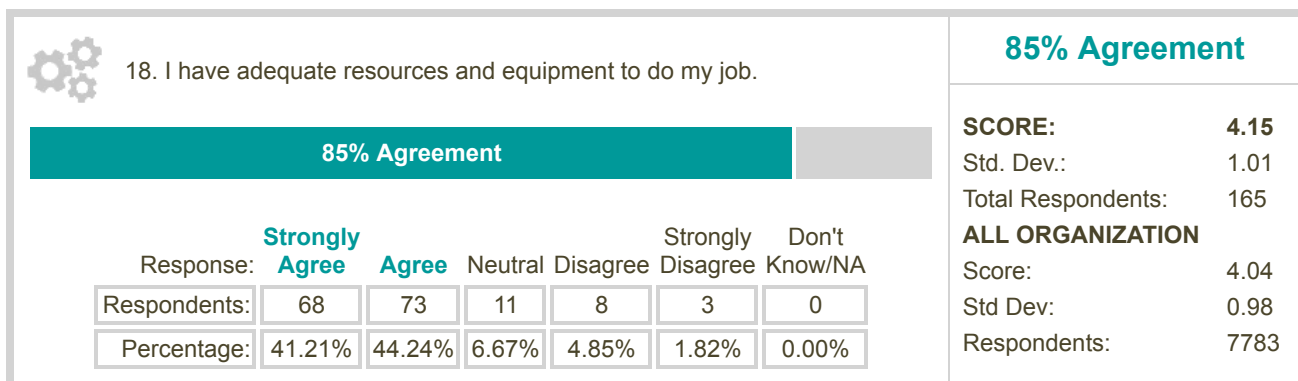 18. I have adequate resources and equipment to do my job.
85% Agreement
Response: Strongly Agree Agree Neutral Disagree Strongly Disagree Don't Know/NA
Respondents: 68 73 11 8 3 0
Percentage: 41.21% 44.24% 6.67% 4.85% 1.82% 0.00%
85% Agreement
SCORE: 4.15
Std. Dev.: 1.01
Total Respondents: 165
ALL ORGANIZATION
Score: 4.04
Std Dev: 0.98
Respondents: 7783